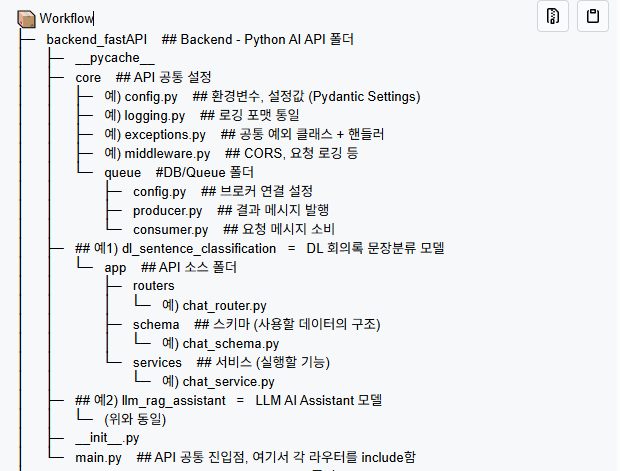 Workflow
backend_fastAPI ## Backend - Python AI API 폴더
__pycache__
core ## API 공통 설정
예) config.py ## 환경변수, 설정값 (Pydantic Settings)
예) logging.py ## 로깅 포맷 통일
예) exceptions.py ## 공통 예외 클래스 + 핸들러
예) middleware.py ## CORS, 요청 로깅 등
queue #DB/Queue 폴더
config.py ## 브로커 연결 설정
producer.py ## 결과 메시지 발행
consumer.py ## 요청 메시지 소비
## 예1) dl_sentence_classification = DL 회의록 문장분류 모델
app ## API 소스 폴더
routers
예) chat_router.py
schema ## 스키마 (사용할 데이터의 구조)
예) chat_schema.py
services ## 서비스 (실행할 기능)
예) chat_service.py
## 예2) llm_rag_assistant = LLM AI Assistant 모델
(위와 동일)
__init__.py
main.py ## API 공통 진입점, 여기서 각 라우터를 include함